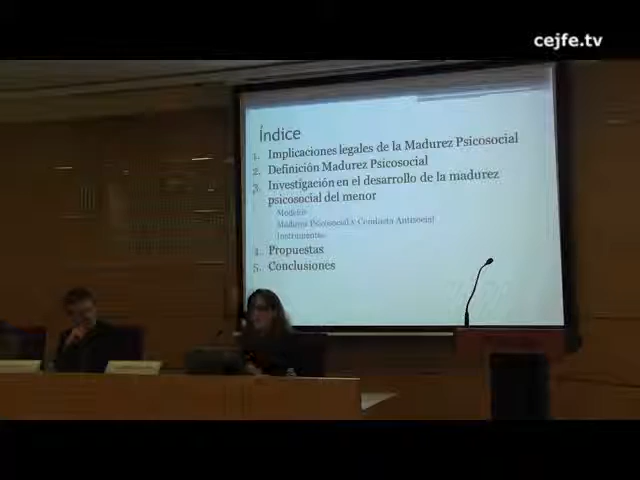 cejfe.tv
Índice
1. Implicaciones legales de la Madurez Psicosocial
2. Definición Madurez Psicosocial
3. Investigación en el desarrollo de la madurez
psicosocial del menor
Modelos
Madurez Psicosocial y Conducta Antisocial
Instrumentos
4. Propuestas
5. Conclusiones